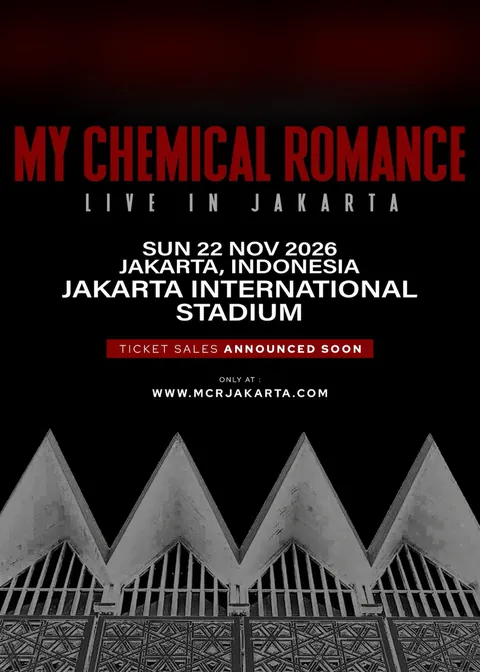 MY CHEMICAL ROMANCE
LIVE IN JAKARTA
SUN 22 NOV 2026
JAKARTA, INDONESIA
JAKARTA INTERNATIONAL
STADIUM
TICKET SALES ANNOUNCED SOON
ONLY AT :
WWW.MCRJAKARTA.COM